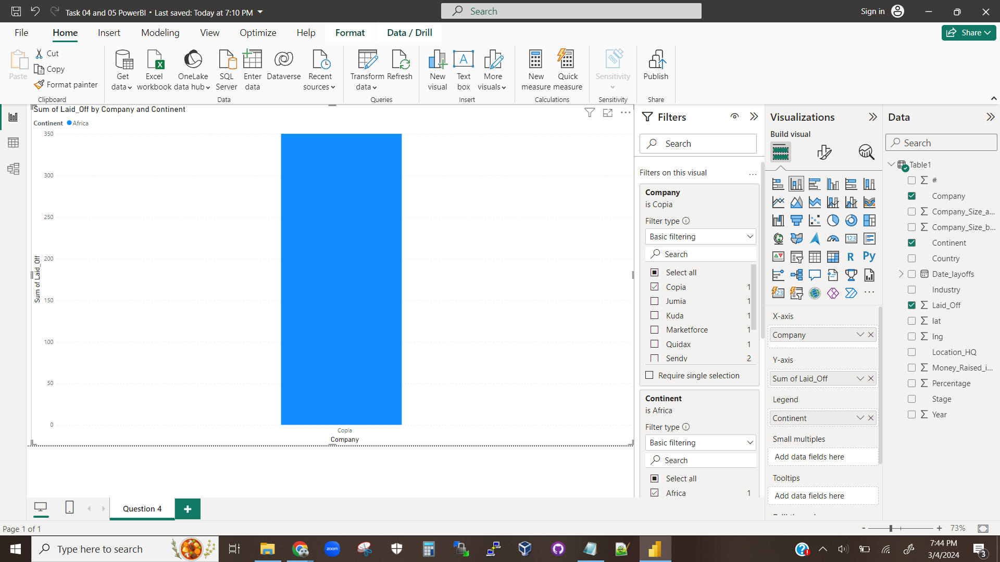 Task 04 and 05 PowerBI • Last saved: Today at 7:10 PM
Search
Sign in
File
Home
Insert
Modeling
View
Optimize
Help
Format
Data / Drill
Share
Paste
Cut
Copy
Format painter
Clipboard
Get data
Excel workbook
OneLake data hub
SQL Server
Enter data
Dataverse
Recent sources
Data
Transform data
Refresh
Queries
New visual
A
Text box
More visuals
Insert
New measure
Quick measure
Calculations
Sensitivity
Sensitivity
Publish
Share
Sum of Laid_Off by Company and Continent
Continent Africa
350
300
250
200
150
100
50
0
Sum of Laid_Off
Copia
Company
Filters
Search
Filters on this visual
...
Company
is Copia
Filter type
Basic filtering
Search
Select all
Copia 1
Jumia 1
Kuda 1
Marketforce 1
Quidax 1
Sendy 2
Require single selection
Continent
is Africa
Filter type
Basic filtering
Search
Select all
Africa 1
Visualizations
Build visual
123
R
Py
123
...
X-axis
Company
Y-axis
Sum of Laid_Off
Legend
Continent
Small multiples
Add data fields here
Tooltips
Add data fields here
Data
Search
Table1
Σ #
Company
Σ Company_Size_a...
Σ Company_Size_b...
Continent
Country
Date_layoffs
Industry
Σ Laid_Off
Σ lat
Σ lng
Location_HQ
Σ Money_Raised_i...
Σ Percentage
Stage
Σ Year
Question 4
+
Page 1 of 1
- + 73%
Type here to search
zoom
7:44 PM
3/4/2024
3